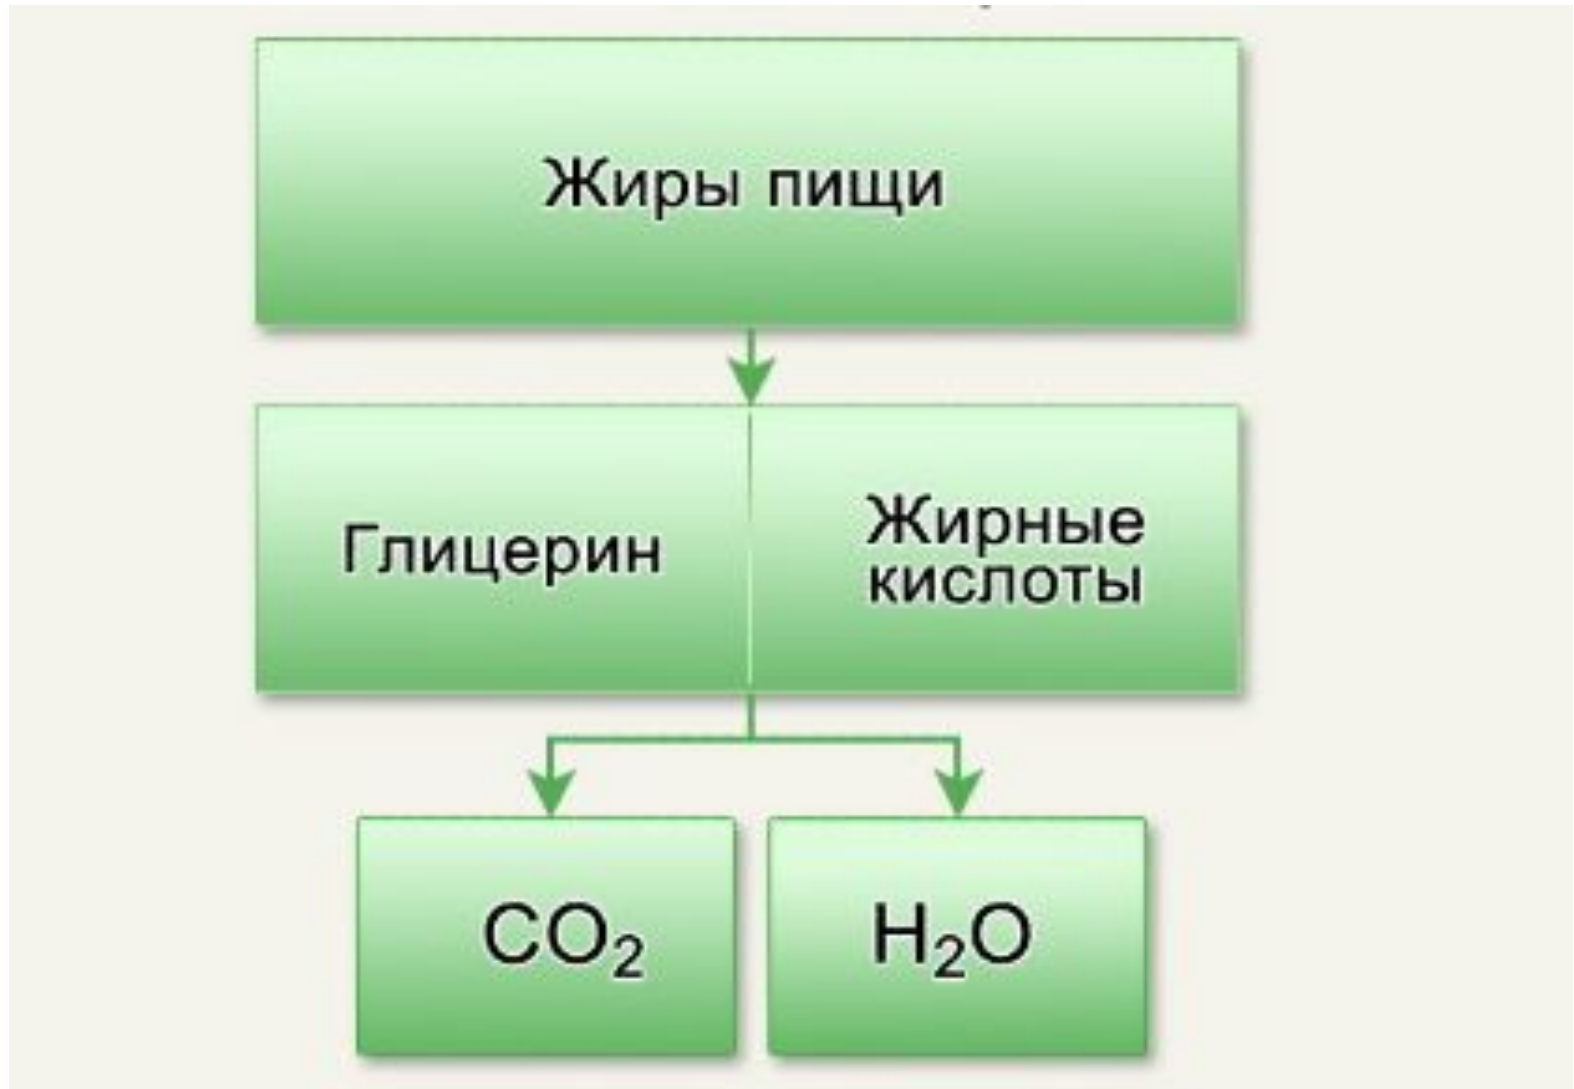 Жиры пищи
Глицерин
Жирные
кислоты
CO₂
H₂O